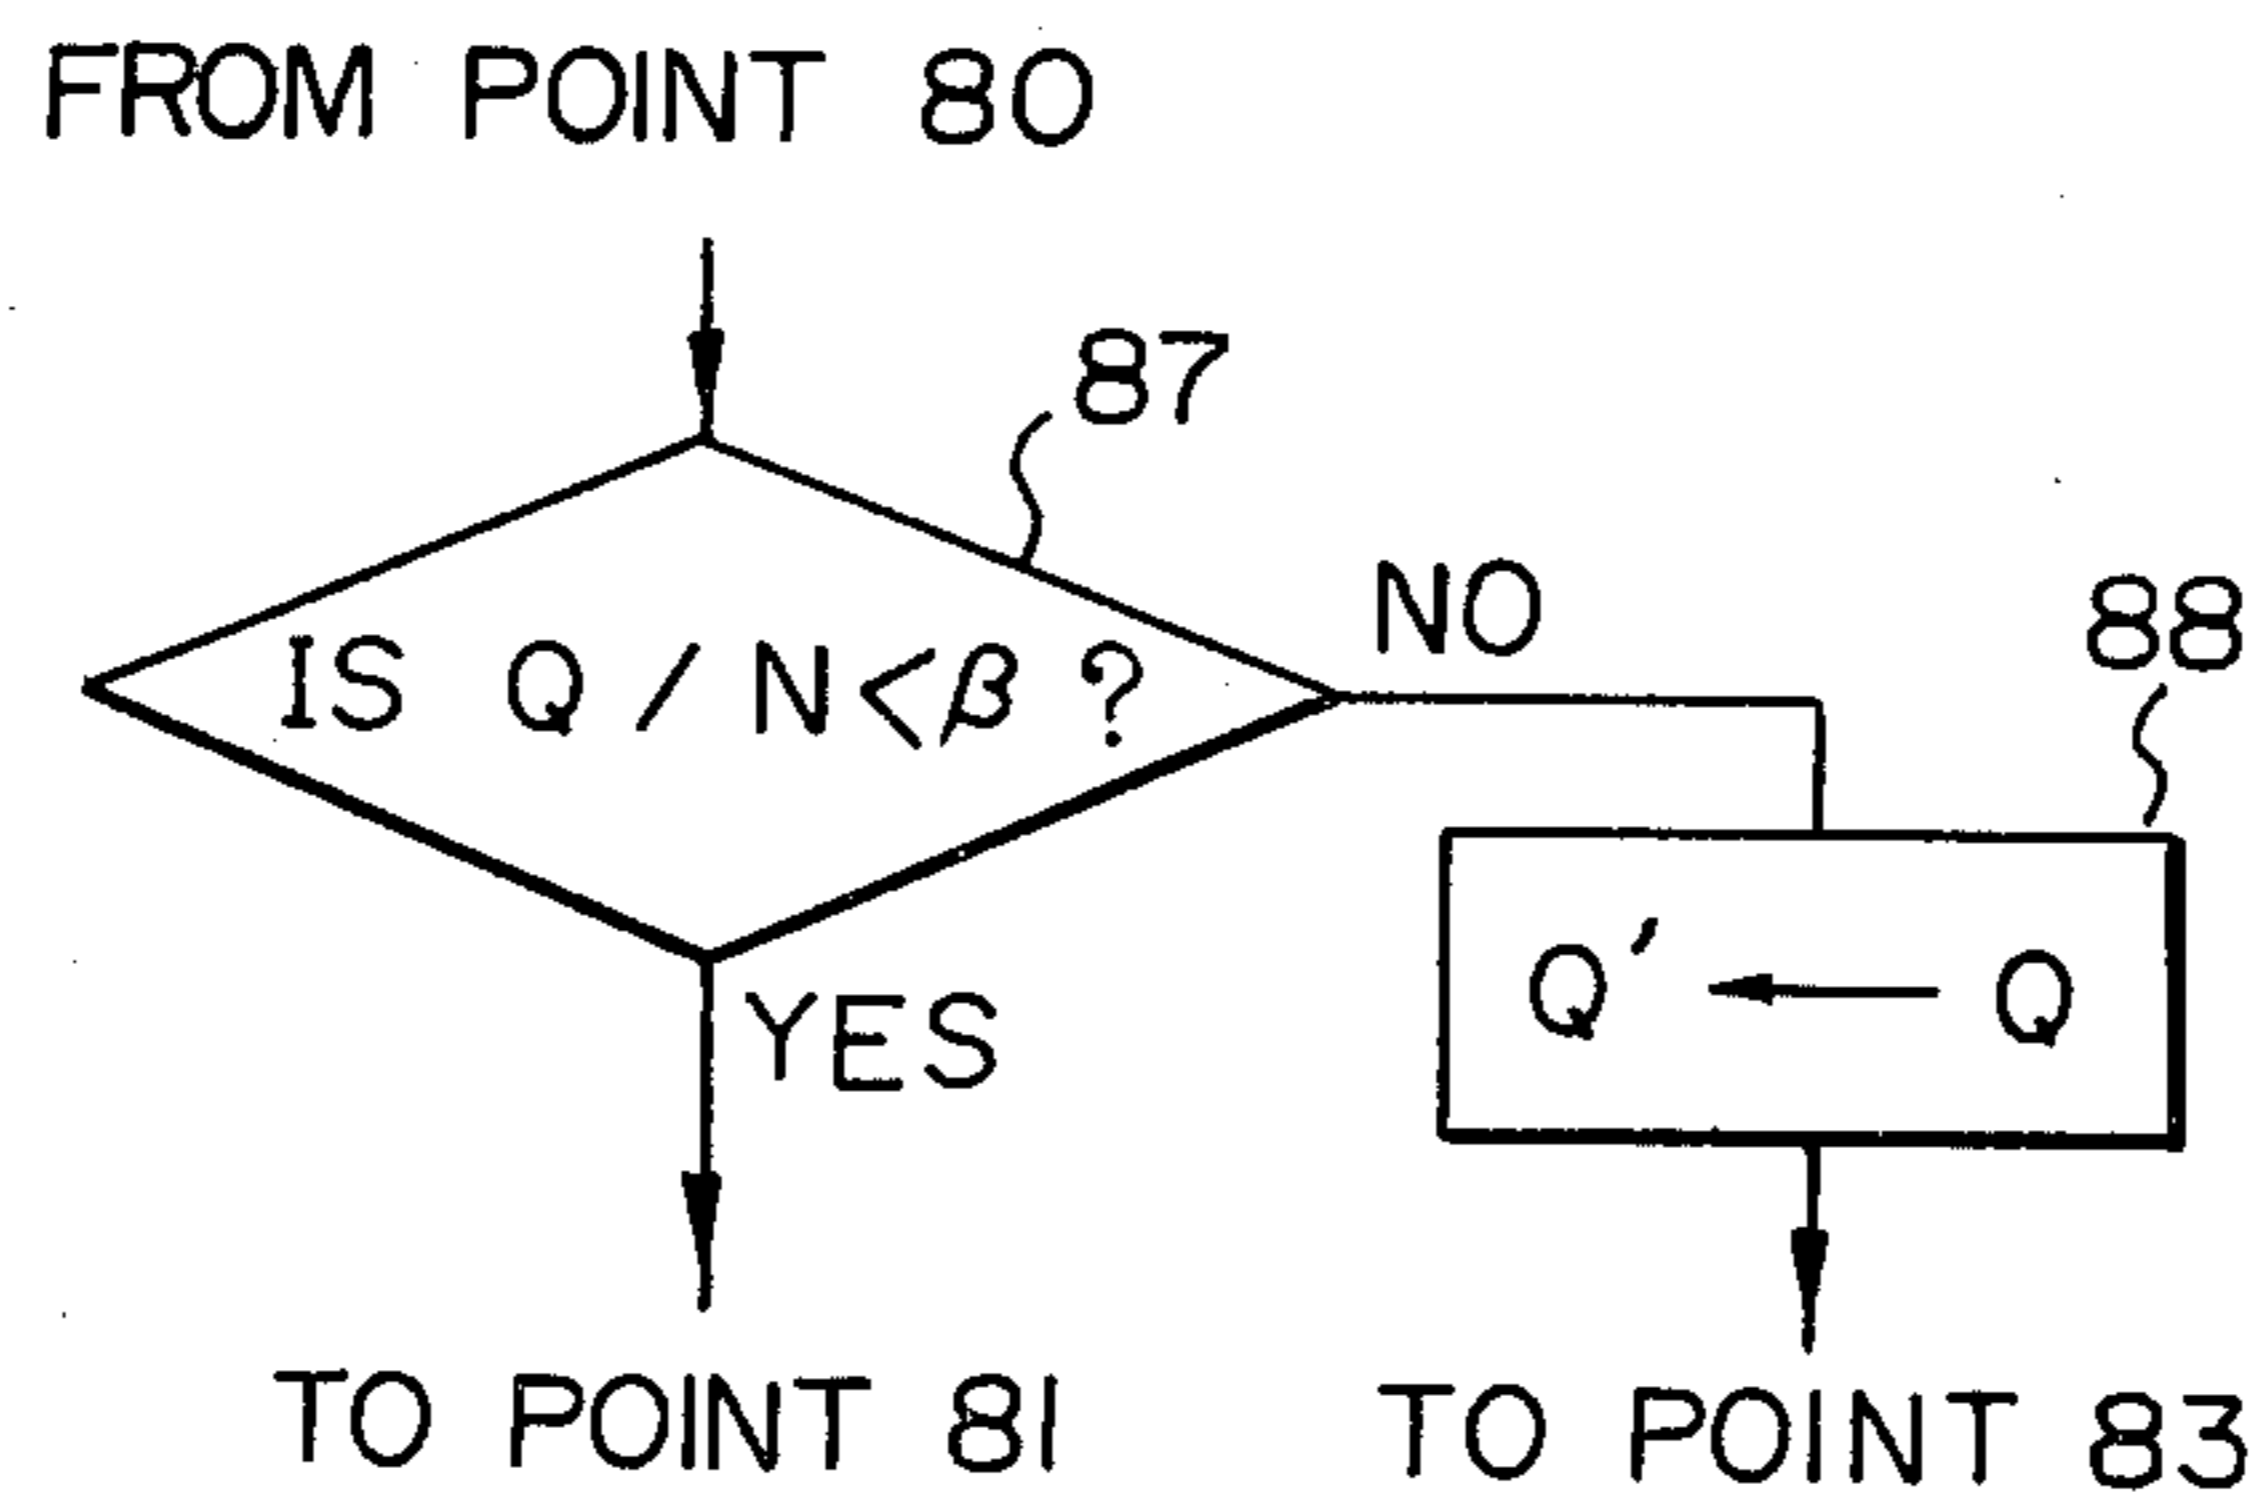 FROM POINT 80
87
IS Q / N < β ?
NO
88
Q′ ← Q
YES
TO POINT 81
TO POINT 83